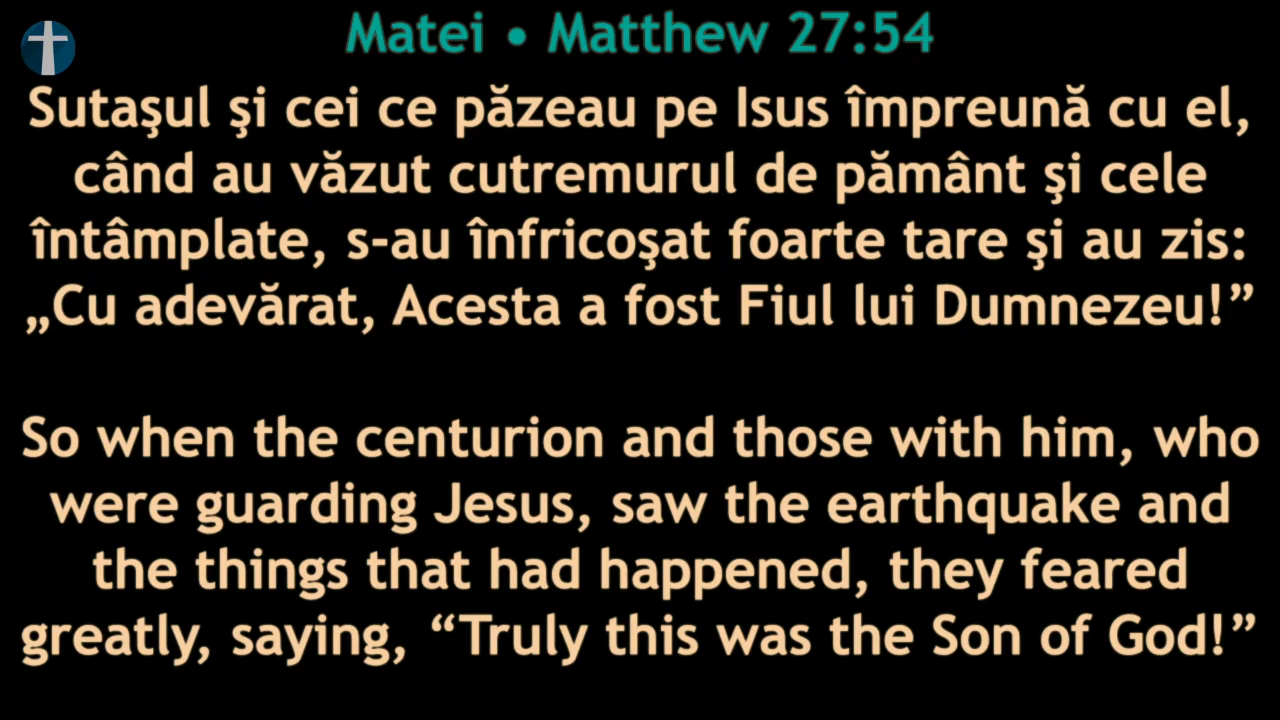 Matei • Matthew 27:54
Sutaşul şi cei ce păzeau pe Isus împreună cu el,
când au văzut cutremurul de pământ şi cele
întâmplate, s-au înfricoşat foarte tare şi au zis:
„Cu adevărat, Acesta a fost Fiul lui Dumnezeu!”
So when the centurion and those with him, who
were guarding Jesus, saw the earthquake and
the things that had happened, they feared
greatly, saying, “Truly this was the Son of God!”